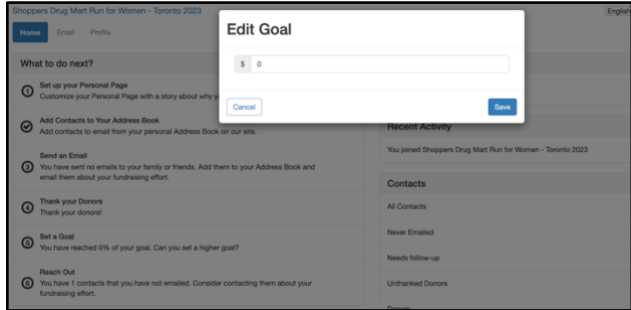 Shoppers Drug Mart Run for Women - Toronto 2023
English
Home Email Profile
Edit Goal
$ 0
Cancel
Save
What to do next?
1 Set up your Personal Page
Customize your Personal Page with a story about why y
Add Contacts to Your Address Book
Add contacts to email from your personal Address Book on our site.
3 Send an Email
You have sent no emails to your family or friends. Add them to your Address Book and
email them about your fundraising effort.
4 Thank your Donors
Thank your donors!
5 Set a Goal
You have reached 0% of your goal. Can you set a higher goal?
6 Reach Out
You have 1 contacts that you have not emailed. Consider contacting them about your
fundraising effort.
Recent Activity
You joined Shoppers Drug Mart Run for Women - Toronto 2023
Contacts
All Contacts
Never Emailed
Needs follow-up
Unthanked Donors